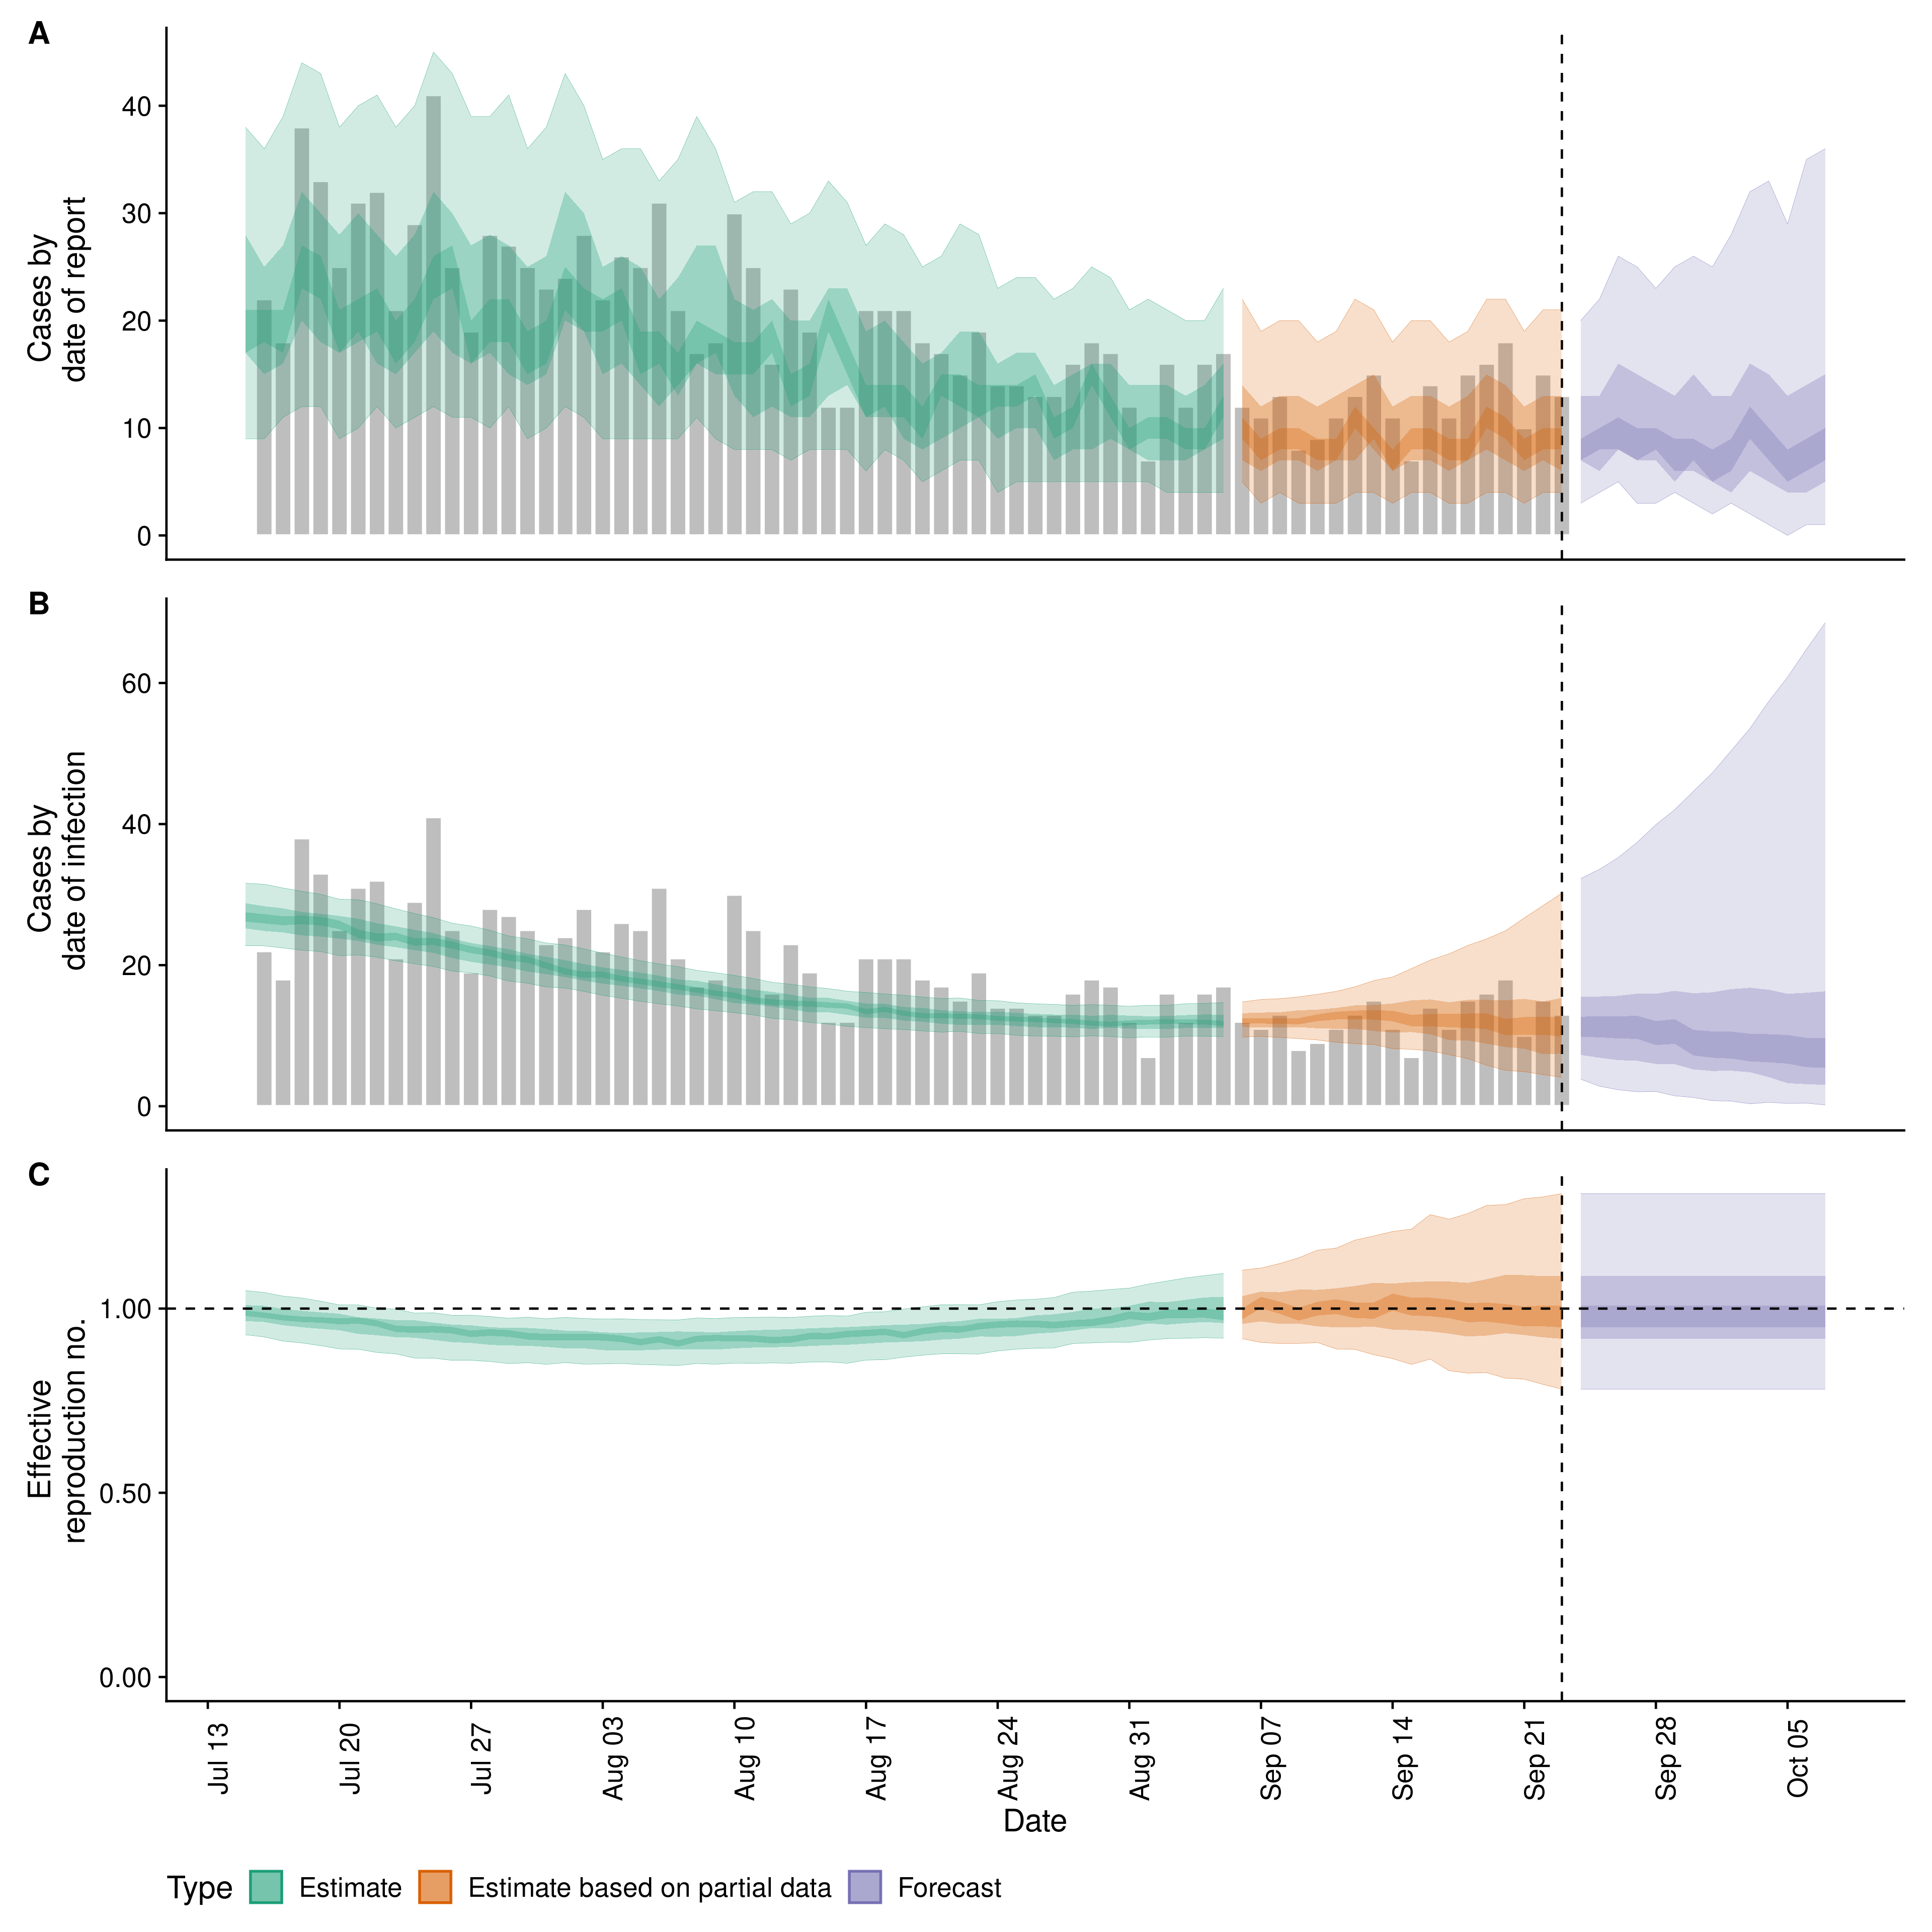 A
Cases by
date of report
40
30
20
10
0
B
Cases by
date of infection
60
40
20
0
C
Effective
reproduction no.
1.00
0.50
0.00
Jul 13
Jul 20
Jul 27
Aug 03
Aug 10
Aug 17
Aug 24
Aug 31
Sep 07
Sep 14
Sep 21
Sep 28
Oct 05
Date
Type Estimate Estimate based on partial data Forecast